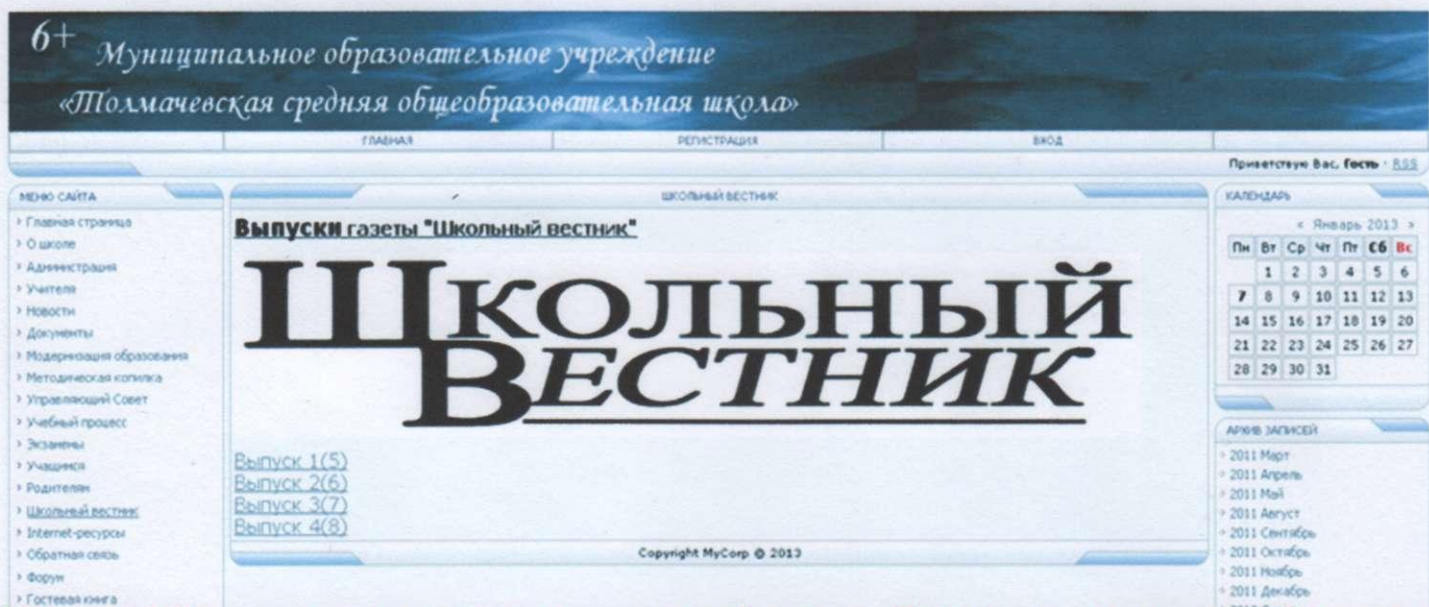 6+
Муниципальное образовательное учреждение
«Толмачевская средняя общеобразовательная школа»
ГЛАВНАЯ РЕГИСТРАЦИЯ ВХОД
Приветствую Вас, Гость · RSS
МЕНЮ САЙТА
Главная страница
О школе
Администрация
Учителя
Новости
Документы
Модернизация образования
Методическая копилка
Управляющий Совет
Учебный процесс
Экзамены
Учащимся
Родителям
Школьный вестник
Internet-ресурсы
Обратная связь
Форум
Гостевая книга
ШКОЛЬНЫЙ ВЕСТНИК
Выпуски газеты "Школьный вестник"
ШКОЛЬНЫЙ
ВЕСТНИК
Выпуск 1(5)
Выпуск 2(6)
Выпуск 3(7)
Выпуск 4(8)
Copyright MyCorp © 2013
КАЛЕНДАРЬ
« Январь 2013 »
Пн Вт Ср Чт Пт Сб Вс
1 2 3 4 5 6
7 8 9 10 11 12 13
14 15 16 17 18 19 20
21 22 23 24 25 26 27
28 29 30 31
АРХИВ ЗАПИСЕЙ
2011 Март
2011 Апрель
2011 Май
2011 Август
2011 Сентябрь
2011 Октябрь
2011 Ноябрь
2011 Декабрь